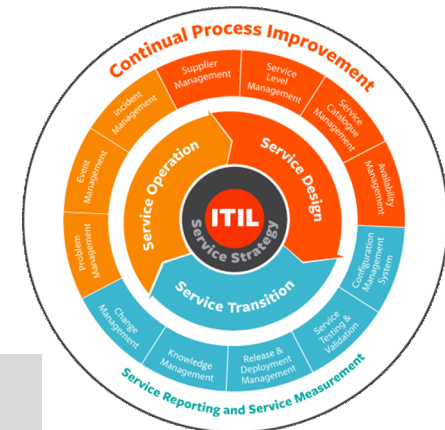 Continual Process Improvement
Supplier
Management
Service
Level
Management
Service
Catalogue
Management
Availability
Management
Configuration
Management
System
Service
Testing &
Validation
Release &
Deployment
Management
Knowledge
Management
Change
Management
Problem
Management
Event
Management
Incident
Management
Service Operation
Service Design
Service Transition
ITIL
Service Strategy
Service Reporting and Service Measurement